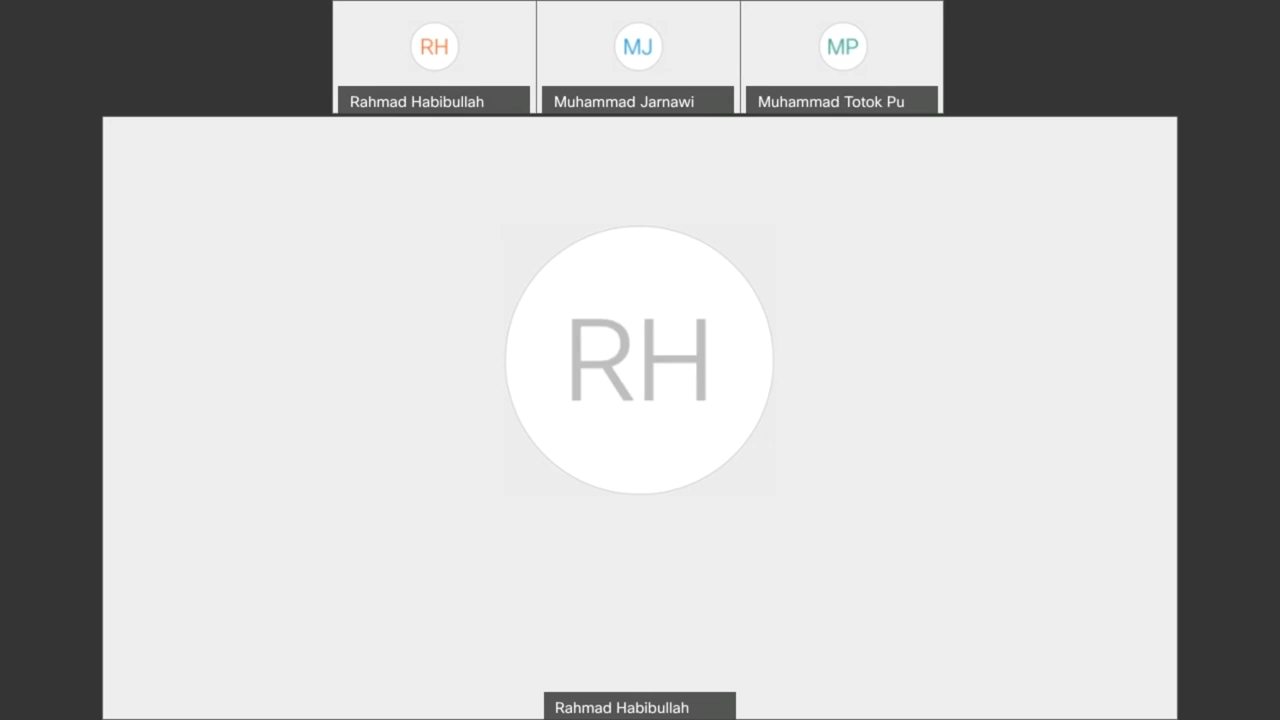 RH
MJ
MP
Rahmad Habibullah
Muhammad Jarnawi
Muhammad Totok Pu
RH
Rahmad Habibullah